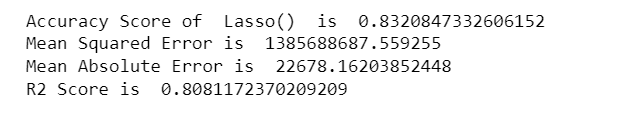 Accuracy Score of  Lasso()  is  0.8320847332606152
Mean Squared Error is  1385688687.559255
Mean Absolute Error is  22678.16203852448
R2 Score is  0.8081172370209209